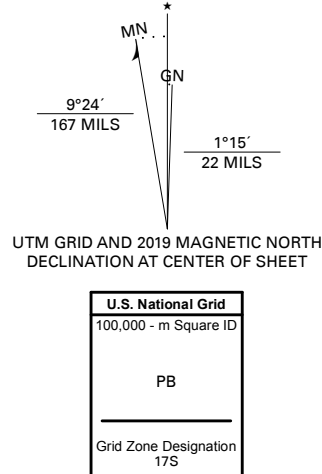 ★
MN
GN
9°24´
167 MILS
1°15´
22 MILS
UTM GRID AND 2019 MAGNETIC NORTH
DECLINATION AT CENTER OF SHEET
U.S. National Grid
100,000 - m Square ID
PB
Grid Zone Designation
17S